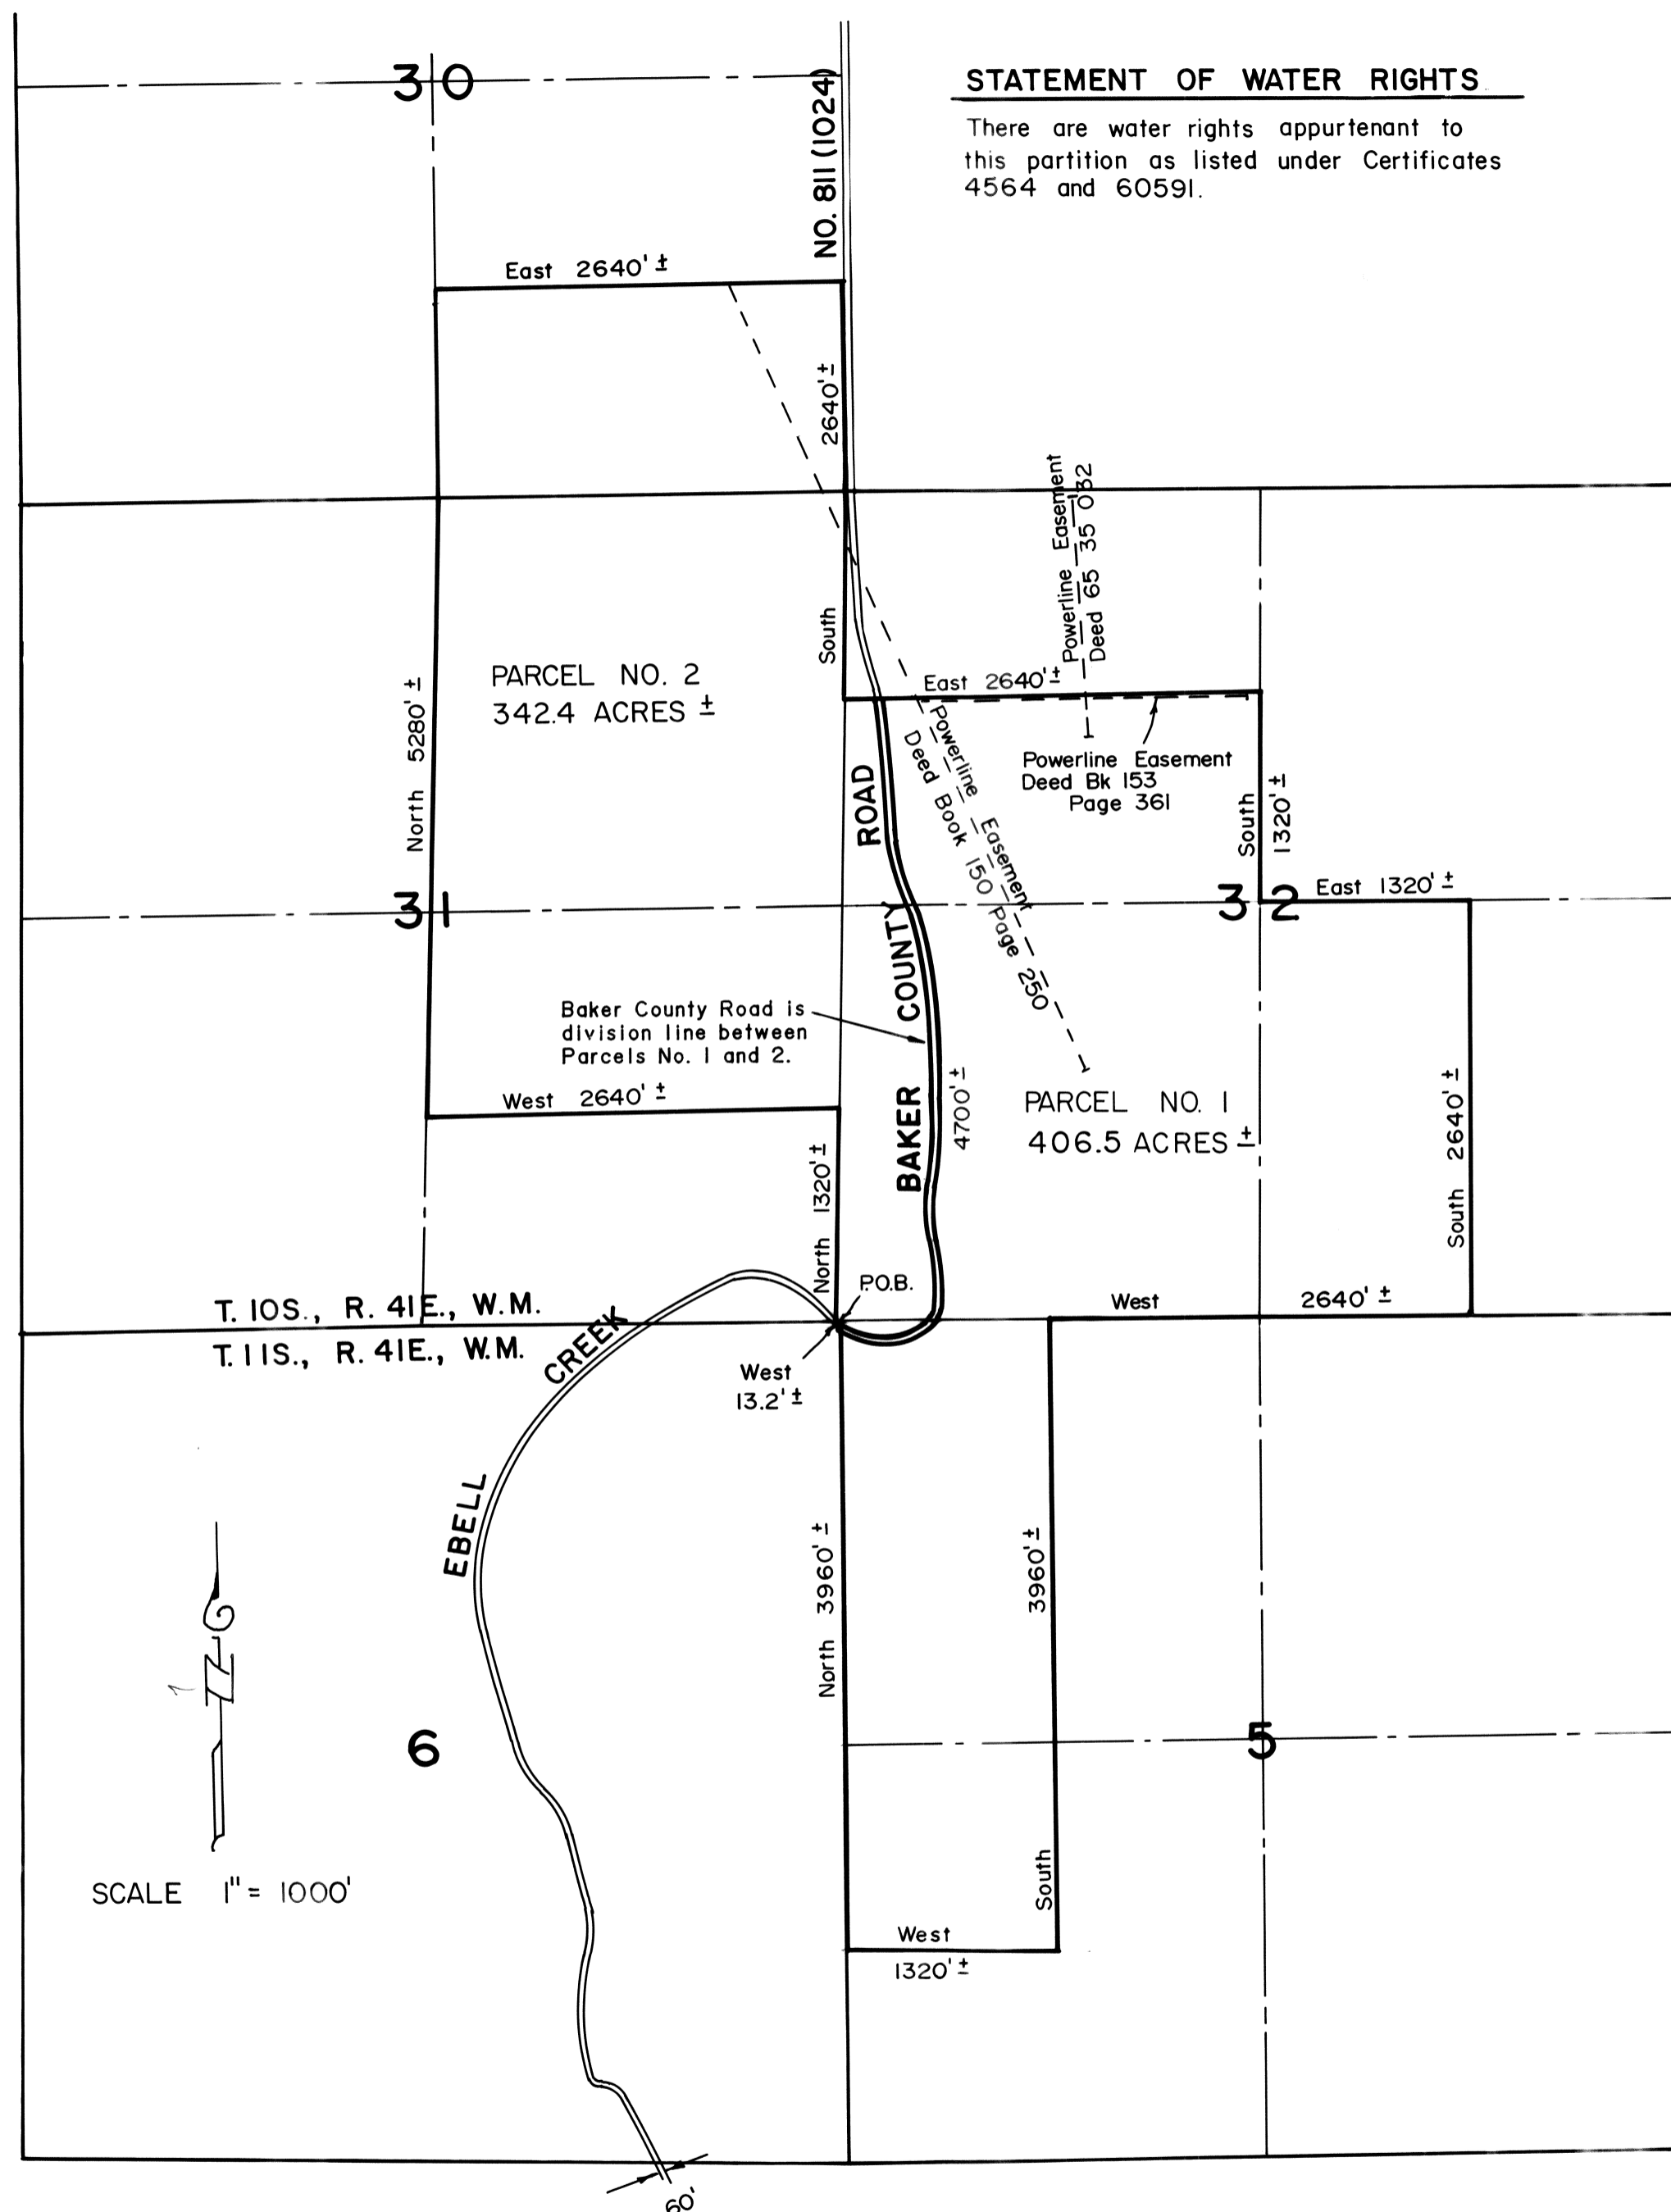 30
NO. 811 (1024)
STATEMENT OF WATER RIGHTS
There are water rights appurtenant to
this partition as listed under Certificates
4564 and 60591.
East 2640' ±
2640' ±
South
Powerline Easement
Deed 65 35 032
PARCEL NO. 2
342.4 ACRES ±
North 5280' ±
East 2640' ±
Powerline Easement
Deed Book 150 Page 250
Powerline Easement
Deed Bk 153
Page 361
South 1320' ±
31
32
East 1320' ±
BAKER COUNTY ROAD
Baker County Road is
division line between
Parcels No. 1 and 2.
4700' ±
West 2640' ±
PARCEL NO. 1
406.5 ACRES ±
North 1320' ±
South 2640' ±
P.O.B.
West 2640' ±
T. 10S., R. 41E., W.M.
T. 11S., R. 41E., W.M.
EBELL CREEK
West
13.2' ±
North 3960' ±
South 3960' ±
6
5
N
SCALE 1" = 1000'
West
1320' ±
60'